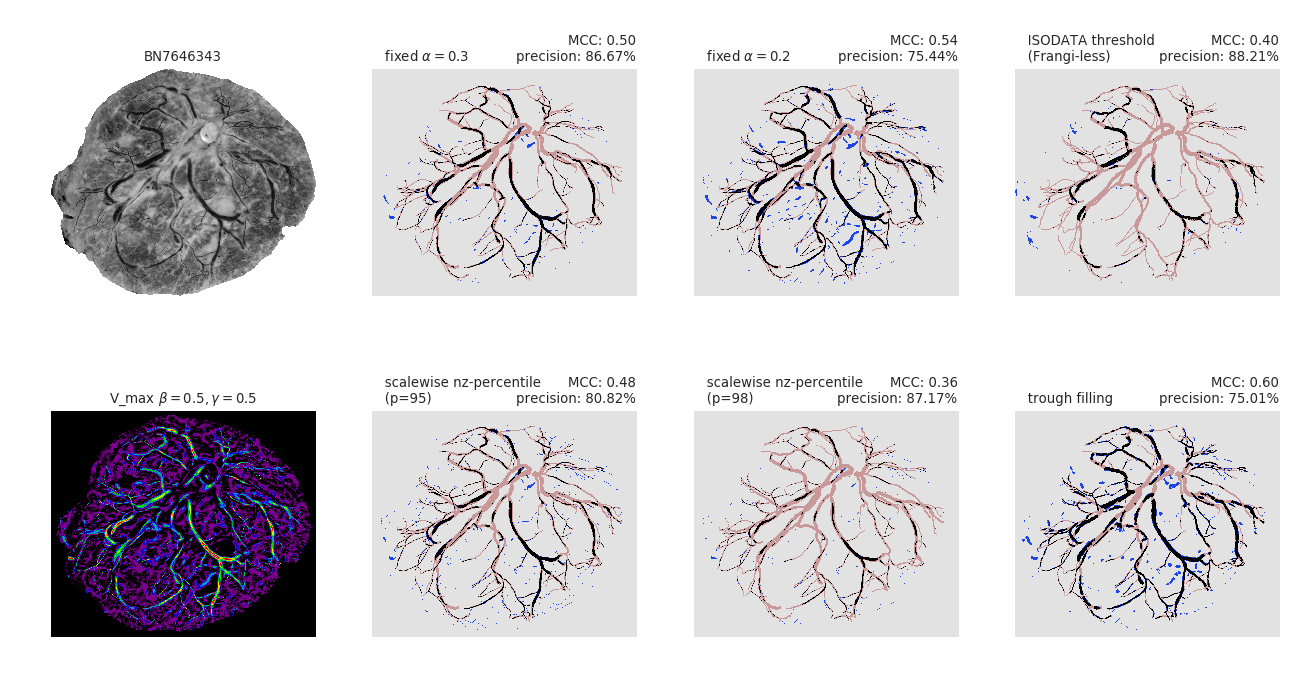 BN7646343
MCC: 0.50
fixed α = 0.3 precision: 86.67%
MCC: 0.54
fixed α = 0.2 precision: 75.44%
ISODATA threshold MCC: 0.40
(Frangi-less) precision: 88.21%
V_max β = 0.5, γ = 0.5
scalewise nz-percentile MCC: 0.48
(p=95) precision: 80.82%
scalewise nz-percentile MCC: 0.36
(p=98) precision: 87.17%
MCC: 0.60
trough filling precision: 75.01%